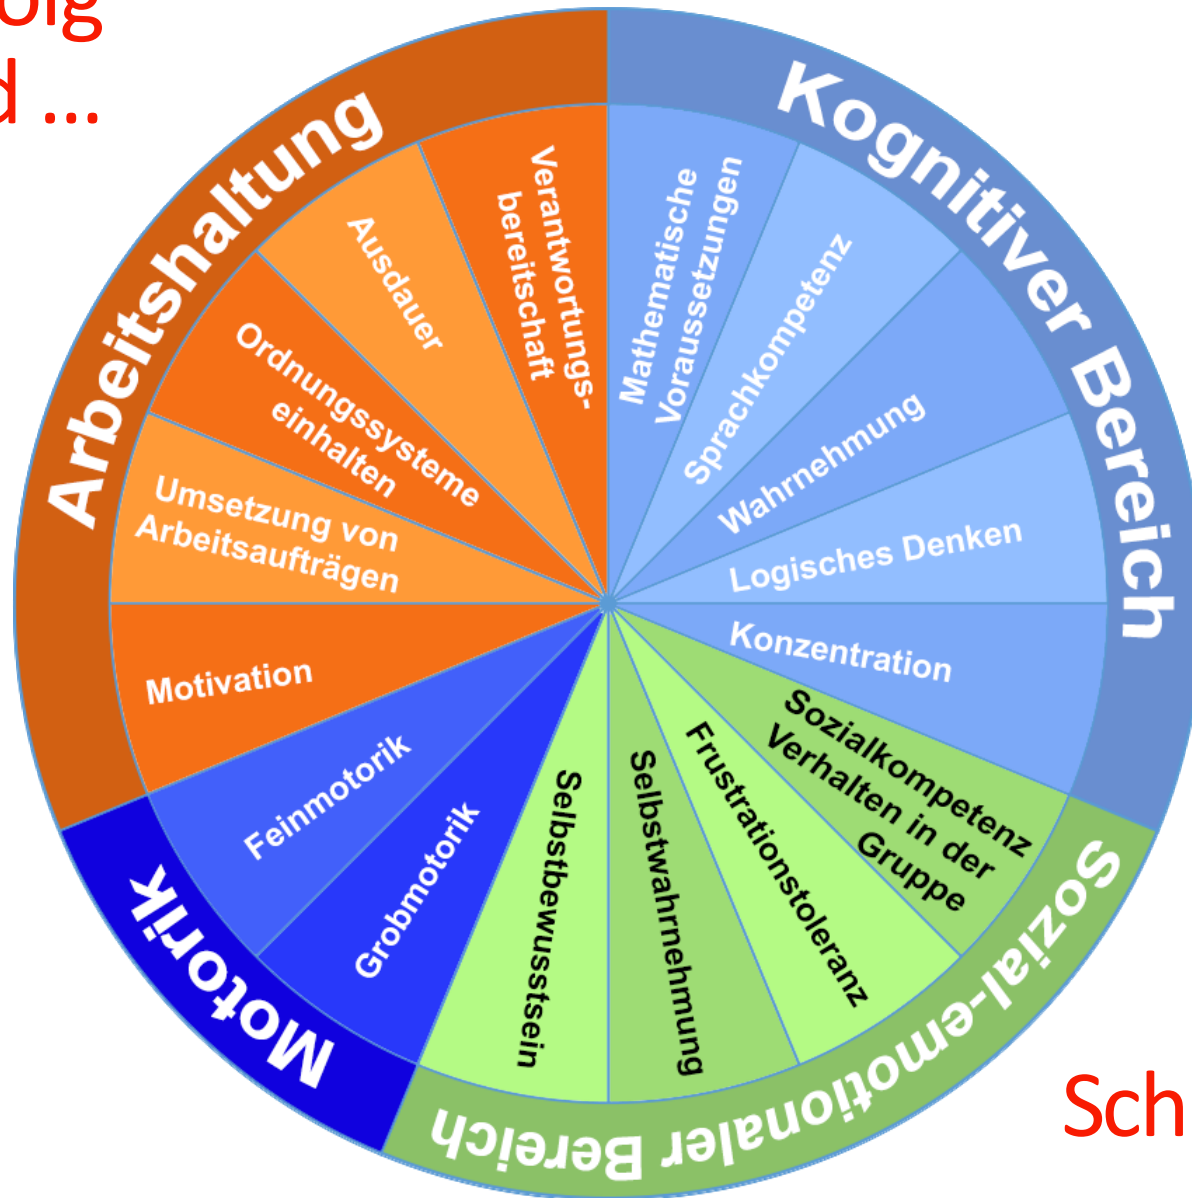 d ...
Arbeitshaltung
Verantwortungs-
bereitschaft
Ausdauer
Ordnungssysteme
einhalten
Umsetzung von
Arbeitsaufträgen
Motivation
Kognitiver Bereich
Mathematische
Voraussetzungen
Sprachkompetenz
Wahrnehmung
Logisches Denken
Konzentration
Sozial-emotionaler Bereich
Sozialkompetenz
Verhalten in der
Gruppe
Frustrationstoleranz
Selbstwahrnehmung
Selbstbewusstsein
Motorik
Grobmotorik
Feinmotorik
Sch